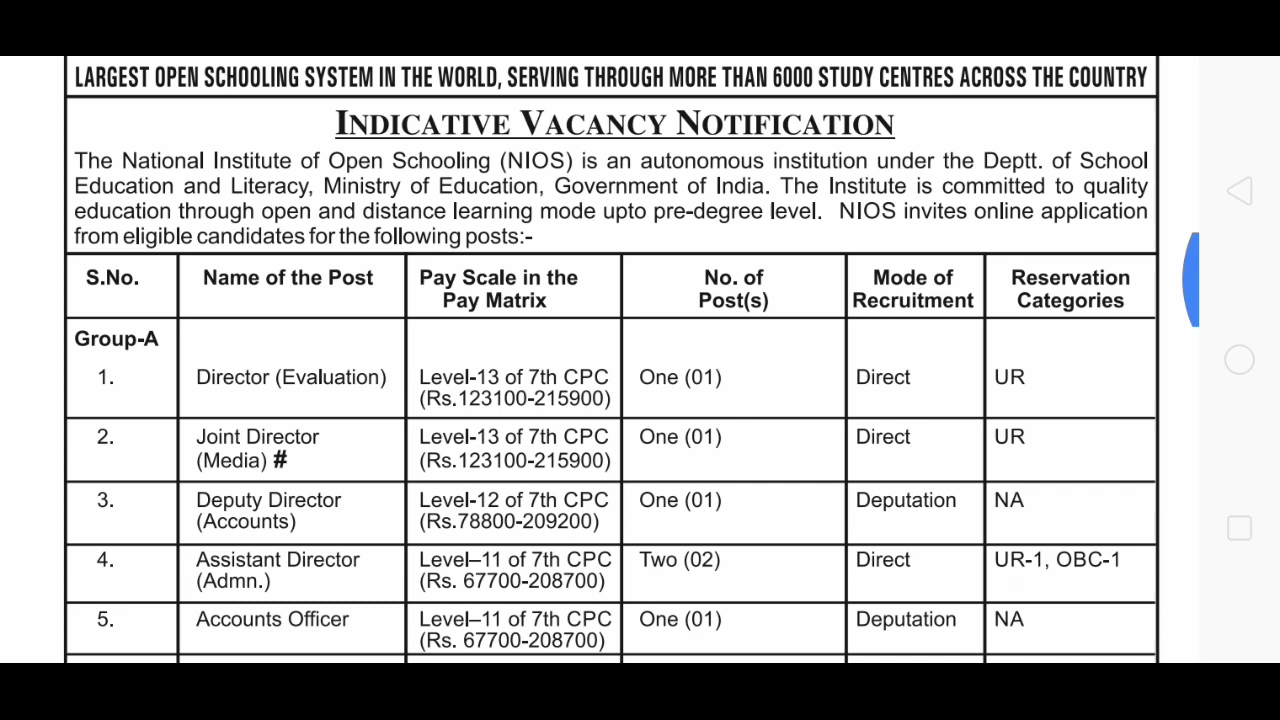 LARGEST OPEN SCHOOLING SYSTEM IN THE WORLD, SERVING THROUGH MORE THAN 6000 STUDY CENTRES ACROSS THE COUNTRY
INDICATIVE VACANCY NOTIFICATION
The National Institute of Open Schooling (NIOS) is an autonomous institution under the Deptt. of School
Education and Literacy, Ministry of Education, Government of India. The Institute is committed to quality
education through open and distance learning mode upto pre-degree level. NIOS invites online application
from eligible candidates for the following posts:-
S.No. Name of the Post Pay Scale in the No. of Mode of Reservation
Pay Matrix Post(s) Recruitment Categories
Group-A
1. Director (Evaluation) Level-13 of 7th CPC One (01) Direct UR
(Rs.123100-215900)
2. Joint Director Level-13 of 7th CPC One (01) Direct UR
(Media) # (Rs.123100-215900)
3. Deputy Director Level-12 of 7th CPC One (01) Deputation NA
(Accounts) (Rs.78800-209200)
4. Assistant Director Level–11 of 7th CPC Two (02) Direct UR-1, OBC-1
(Admn.) (Rs. 67700-208700)
5. Accounts Officer Level–11 of 7th CPC One (01) Deputation NA
(Rs. 67700-208700)